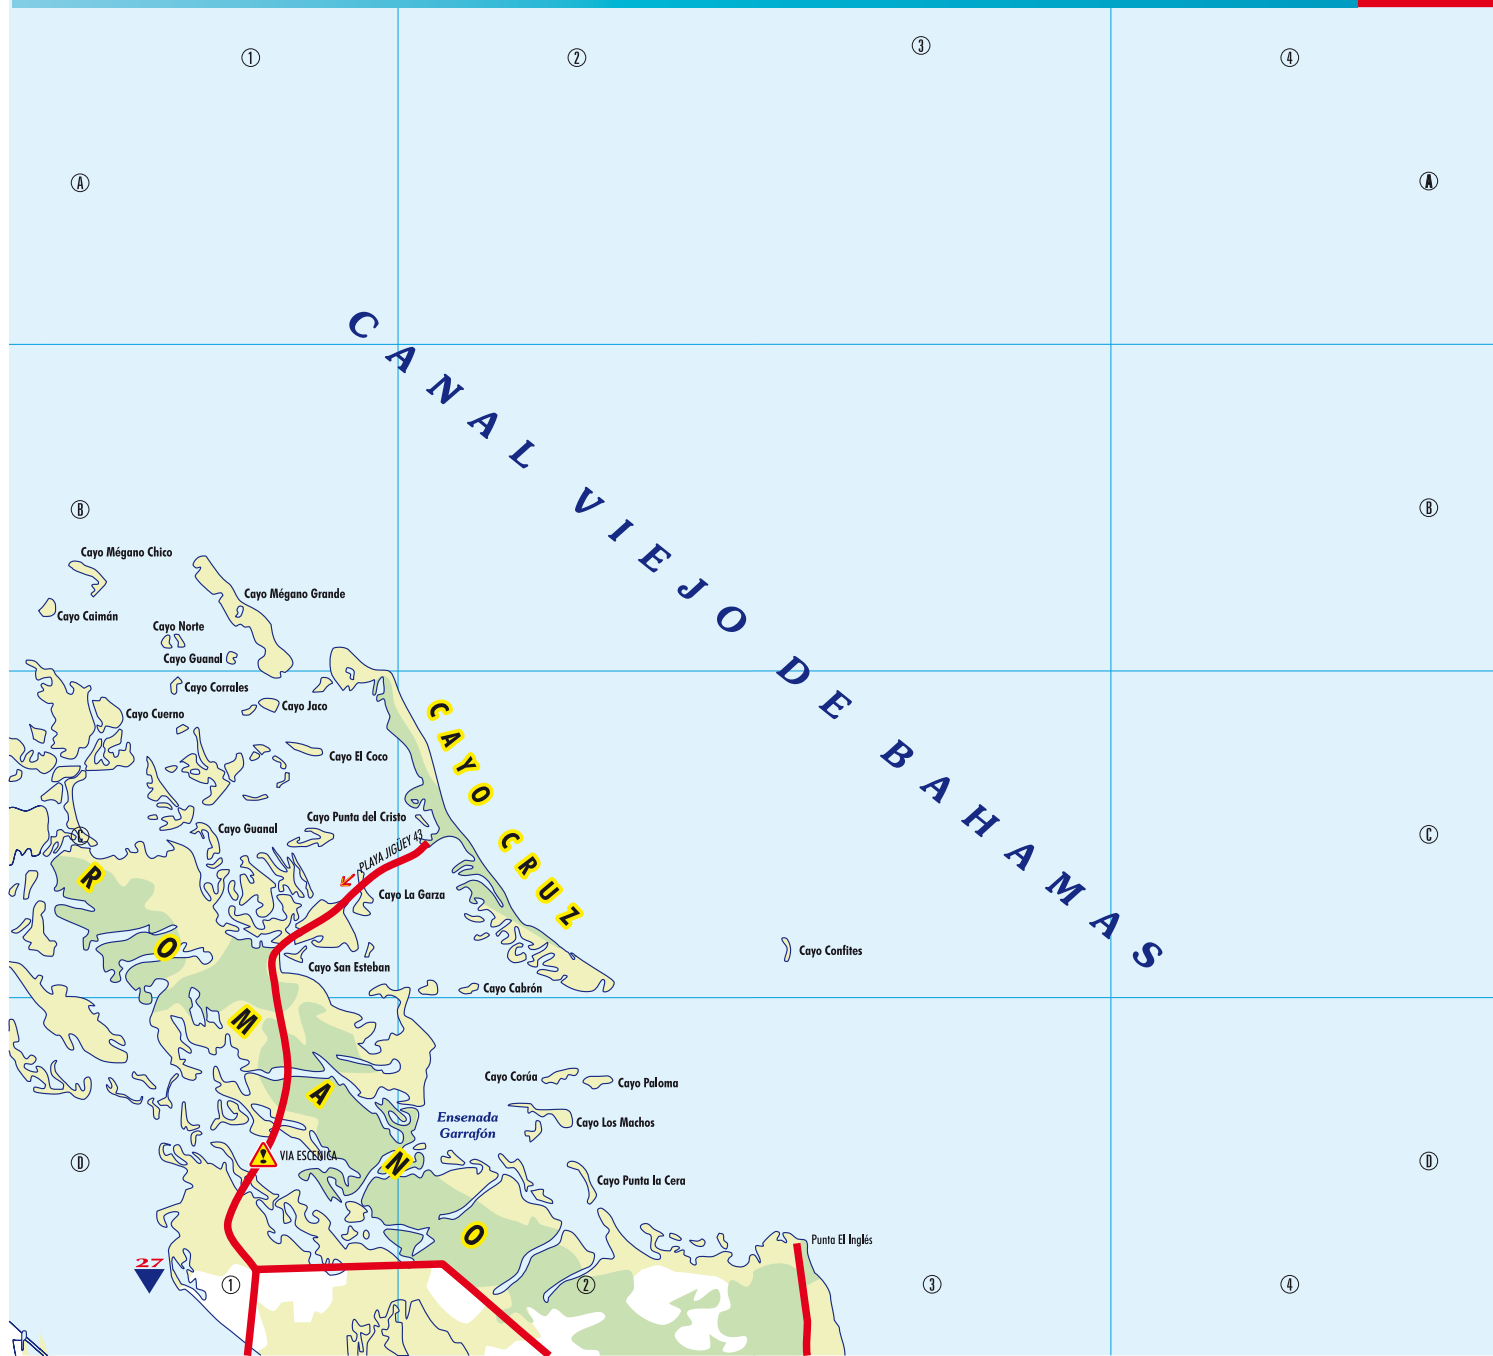 1
2
3
4
A
A
CANAL VIEJO DE BAHAMAS
B
B
Cayo Mégano Chico
Cayo Mégano Grande
Cayo Caimán
Cayo Norte
Cayo Guanal
Cayo Corrales
Cayo Jaco
Cayo Cuerno
CAYO CRUZ
Cayo El Coco
Cayo Punta del Cristo
Cayo Guanal
C
C
PLAYA JIGÜEY 43
ROMANO
Cayo La Garza
Cayo Confites
Cayo San Esteban
Cayo Cabrón
Cayo Corúa
Cayo Paloma
Ensenada
Garrafón
Cayo Los Machos
VIA ESCENICA
D
D
Cayo Punta la Cera
Punta El Inglés
27
1
2
3
4